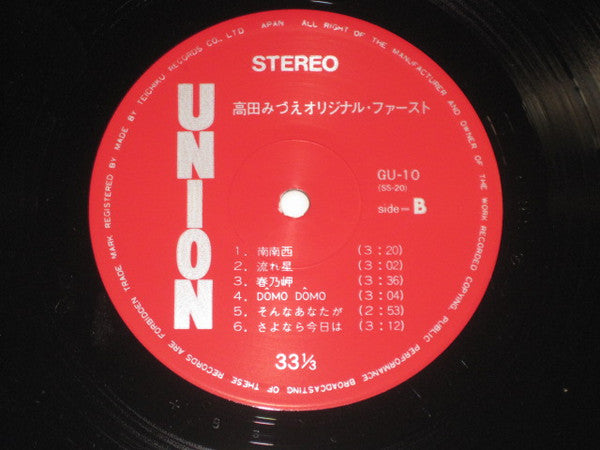 STEREO
UNION
高田みづえオリジナル・ファースト
GU-10
(SS-20)
side＝B
1. 南南西 (3:20)
2. 流れ星 (3:02)
3. 春乃岬 (3:36)
4. DÔMO DÔMO (3:04)
5. そんなあなたが (2:53)
6. さよなら今日は (3:12)
33⅓
MADE BY TEICHIKU RECORDS CO., LTD JAPAN ALL RIGHT OF THE MANUFACTURER AND OWNER OF THE WORK RECORDED COPYING, PUBLIC PERFORMANCE BROADCASTING OF THESE RECORDS ARE FORBIDDEN TRADE MARK REGISTERED BY